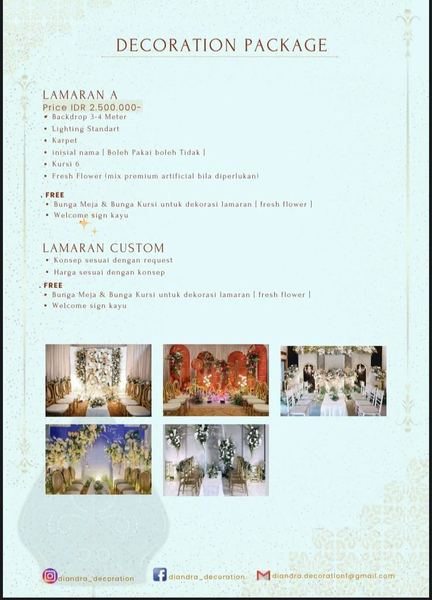 DECORATION PACKAGE
LAMARAN A
Price IDR 2.500.000-
• Backdrop 3-4 Meter
• Lighting Standart
• Karpet
• inisial nama | Boleh Pakai boleh Tidak |
• Kursi 6
• Fresh Flower (mix premium artificial bila diperlukan)
. FREE
• Bunga Meja & Bunga Kursi untuk dekorasi lamaran | fresh flower |
• Welcome sign kayu
LAMARAN CUSTOM
• Konsep sesuai dengan request
• Harga sesuai dengan konsep
. FREE
• Bunga Meja & Bunga Kursi untuk dekorasi lamaran | fresh flower |
• Welcome sign kayu
diandra_decoration diandra_decoration. diandra.decoration1@gmail.com